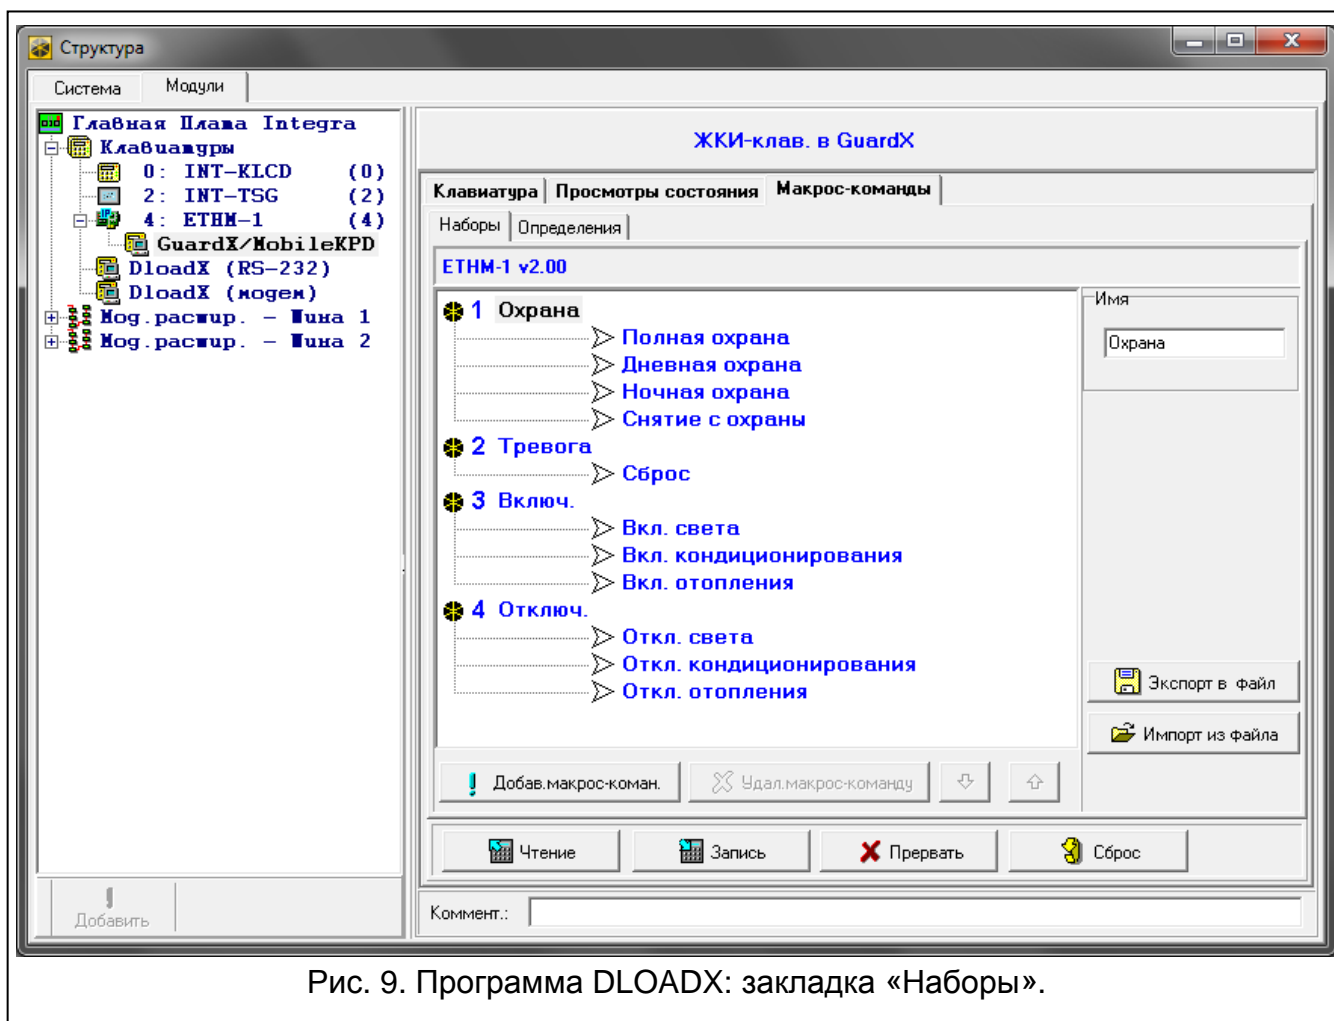 Структура
Система Модули
Главная Плата Integra
Клавиатуры
0: INT-KLCD (0)
2: INT-TSG (2)
4: ETHM-1 (4)
GuardX/MobileKPD
DloadX (RS-232)
DloadX (модем)
Мод.расшир. - Шина 1
Мод.расшир. - Шина 2
Добавить
ЖКИ-клав. в GuardX
Клавиатура Просмотры состояния Макрос-команды
Наборы Определения
ETHM-1 v2.00
1 Охрана
Полная охрана
Дневная охрана
Ночная охрана
Снятие с охраны
2 Тревога
Сброс
3 Включ.
Вкл. света
Вкл. кондиционирования
Вкл. отопления
4 Отключ.
Откл. света
Откл. кондиционирования
Откл. отопления
Имя
Охрана
Экспорт в файл
Импорт из файла
Добав.макрос-коман. Удал.макрос-команду
Чтение Запись Прервать Сброс
Коммент.:
Рис. 9. Программа DLOADX: закладка «Наборы».